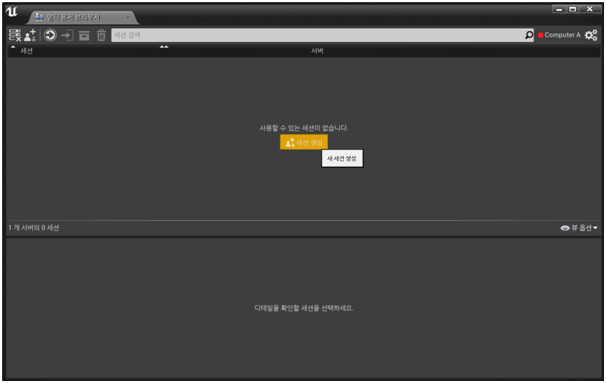 멀티 유저 브라우저
세션 검색
Computer A
세션
서버
사용할 수 있는 세션이 없습니다.
세션 생성
새 세션 생성
1 개 서버의 0 세션
뷰 옵션
디테일을 확인할 세션을 선택하세요.